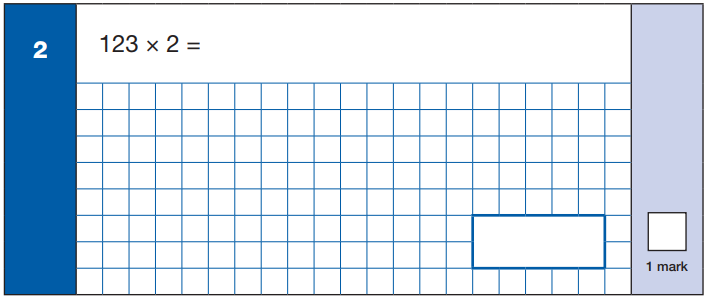 2
123 × 2 =
1 mark